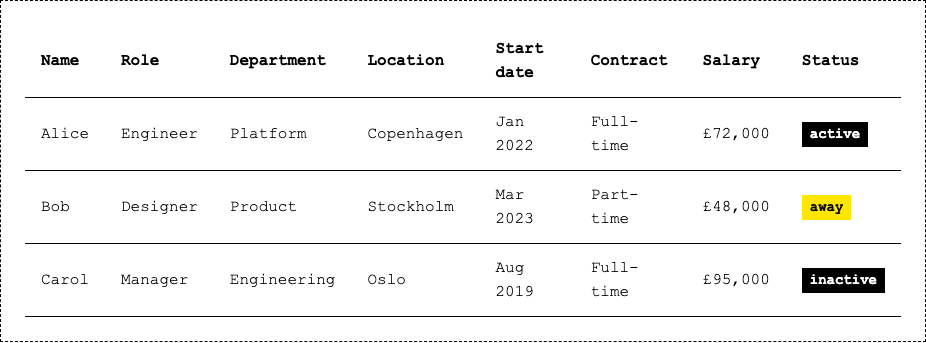 Name Role Department Location Start date Contract Salary Status
Alice Engineer Platform Copenhagen Jan 2022 Full-time £72,000 active
Bob Designer Product Stockholm Mar 2023 Part-time £48,000 away
Carol Manager Engineering Oslo Aug 2019 Full-time £95,000 inactive